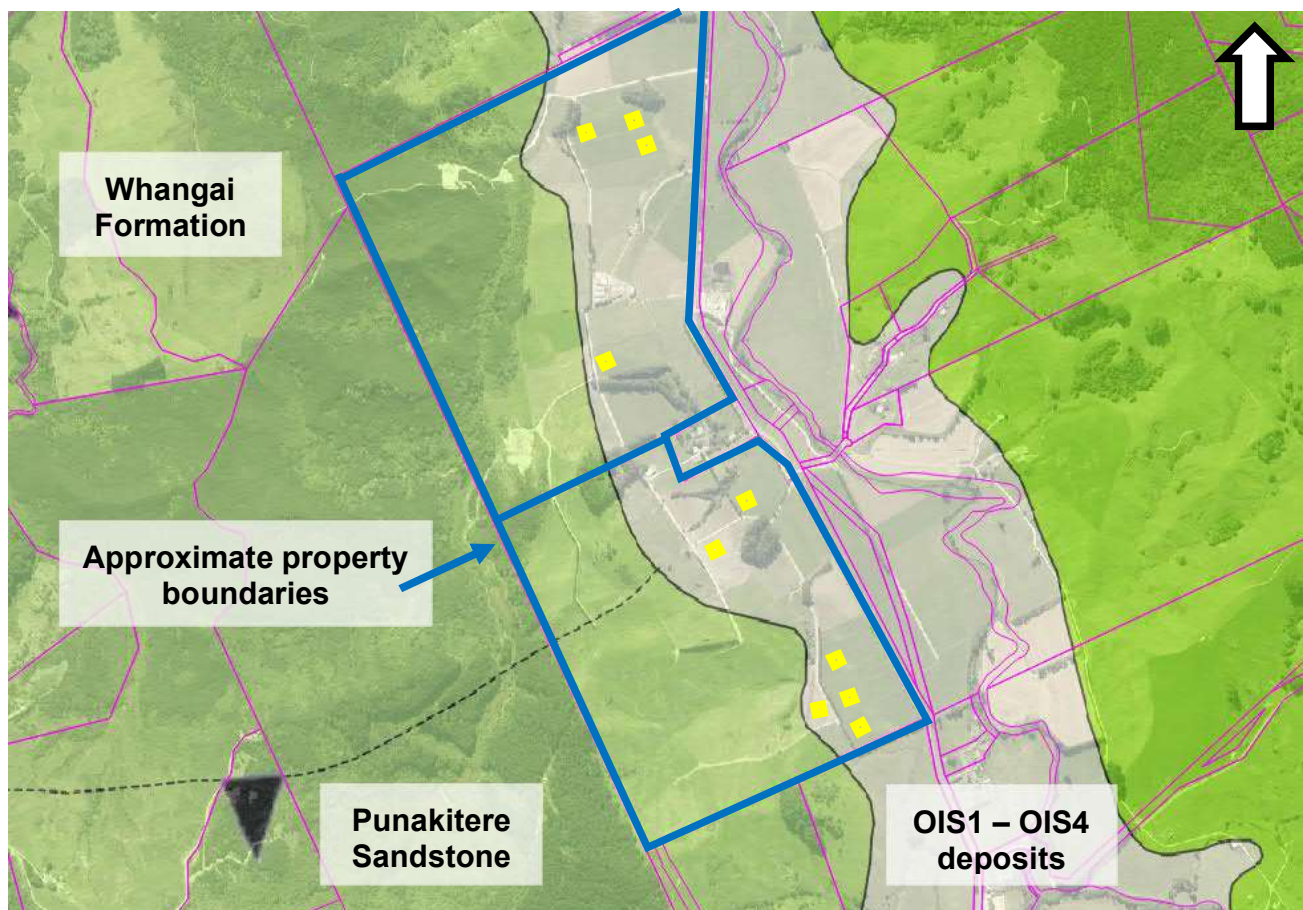 Whangai
Formation
Approximate property
boundaries
Punakitere
Sandstone
OIS1 – OIS4
deposits